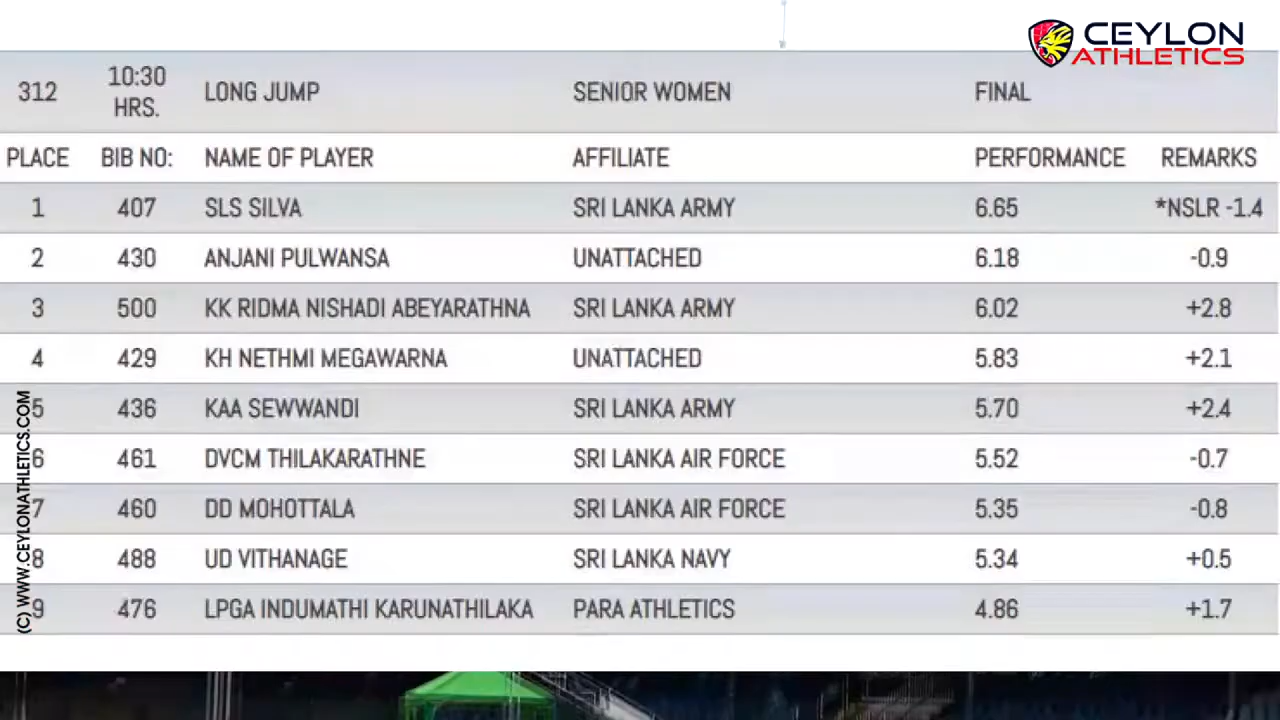 CEYLON
ATHLETICS
312 10:30 HRS. LONG JUMP SENIOR WOMEN FINAL
PLACE BIB NO: NAME OF PLAYER AFFILIATE PERFORMANCE REMARKS
1 407 SLS SILVA SRI LANKA ARMY 6.65 *NSLR -1.4
2 430 ANJANI PULWANSA UNATTACHED 6.18 -0.9
3 500 KK RIDMA NISHADI ABEYARATHNA SRI LANKA ARMY 6.02 +2.8
4 429 KH NETHMI MEGAWARNA UNATTACHED 5.83 +2.1
5 436 KAA SEWWANDI SRI LANKA ARMY 5.70 +2.4
6 461 DVCM THILAKARATHNE SRI LANKA AIR FORCE 5.52 -0.7
7 460 DD MOHOTTALA SRI LANKA AIR FORCE 5.35 -0.8
8 488 UD VITHANAGE SRI LANKA NAVY 5.34 +0.5
9 476 LPGA INDUMATHI KARUNATHILAKA PARA ATHLETICS 4.86 +1.7
(C) WWW.CEYLONATHLETICS.COM